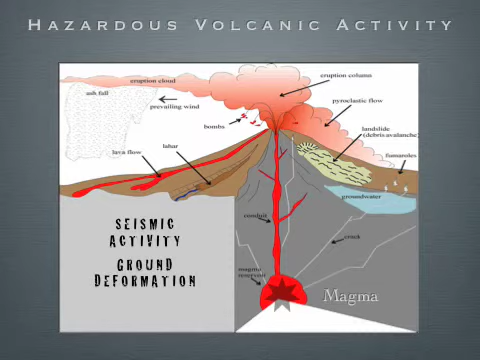 Hazardous Volcanic Activity
eruption column
eruption cloud
ash fall
prevailing wind
pyroclastic flow
bombs
landslide
(debris avalanche)
lava flow
lahar
fumaroles
groundwater
SEISMIC
ACTIVITY
GROUND
DEFORMATION
conduit
crack
magma
reservoir
Magma